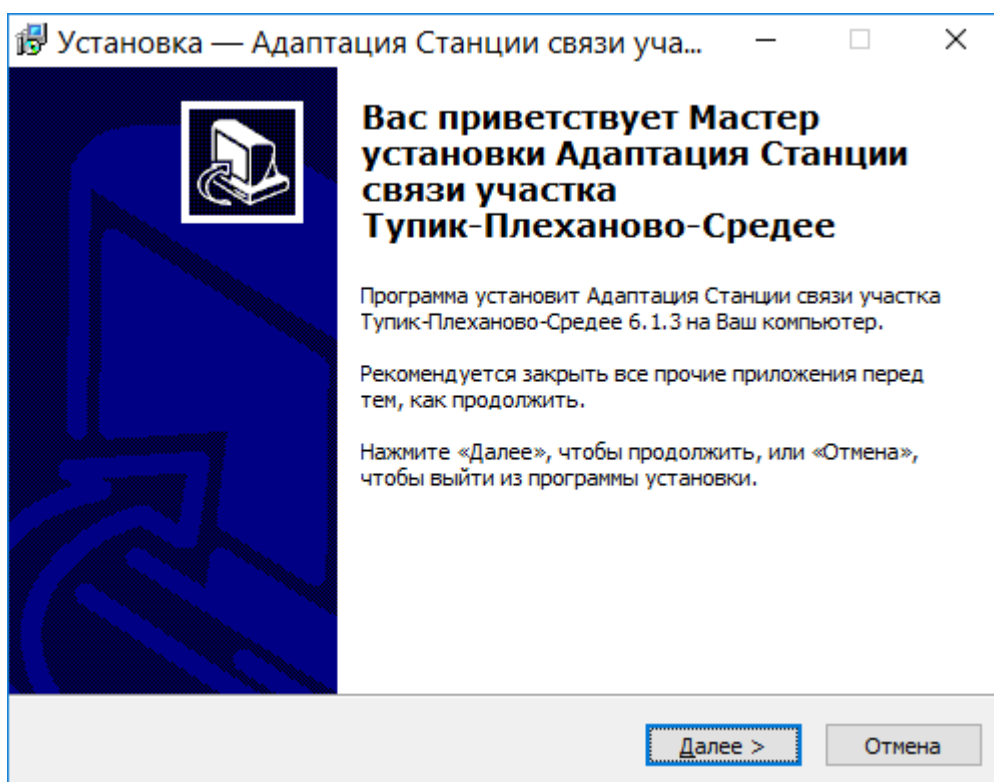 Установка — Адаптация Станции связи уча...
Вас приветствует Мастер
установки Адаптация Станции
связи участка
Тупик-Плеханово-Средее
Программа установит Адаптация Станции связи участка
Тупик-Плеханово-Средее 6.1.3 на Ваш компьютер.
Рекомендуется закрыть все прочие приложения перед
тем, как продолжить.
Нажмите «Далее», чтобы продолжить, или «Отмена»,
чтобы выйти из программы установки.
Далее >
Отмена